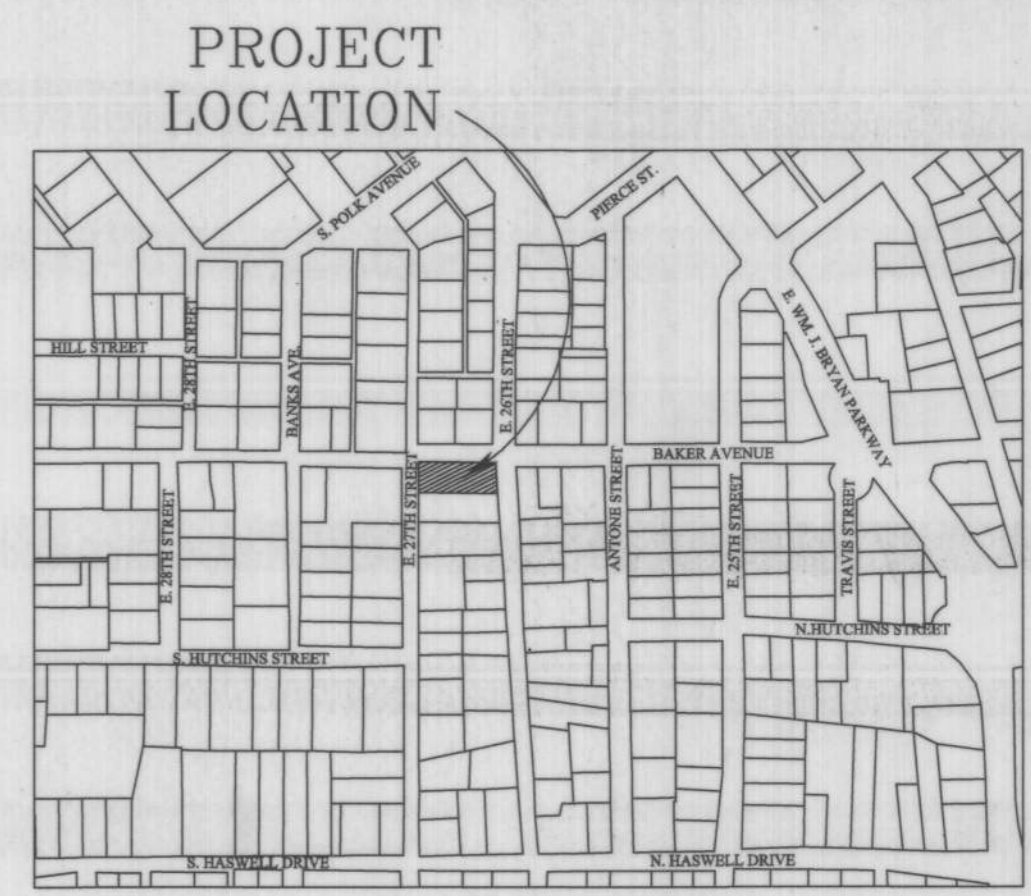 PROJECT
LOCATION
S. POLK AVENUE
PIERCE ST.
E. WM. J. BRYAN PARKWAY
HILL STREET
E. 28TH STREET
BANKS AVE.
E. 26TH STREET
BAKER AVENUE
E. 27TH STREET
ANTONE STREET
E. 25TH STREET
TRAVIS STREET
E. 28TH STREET
N.HUTCHINS STREET
S. HUTCHINS STREET
S. HASWELL DRIVE
N. HASWELL DRIVE